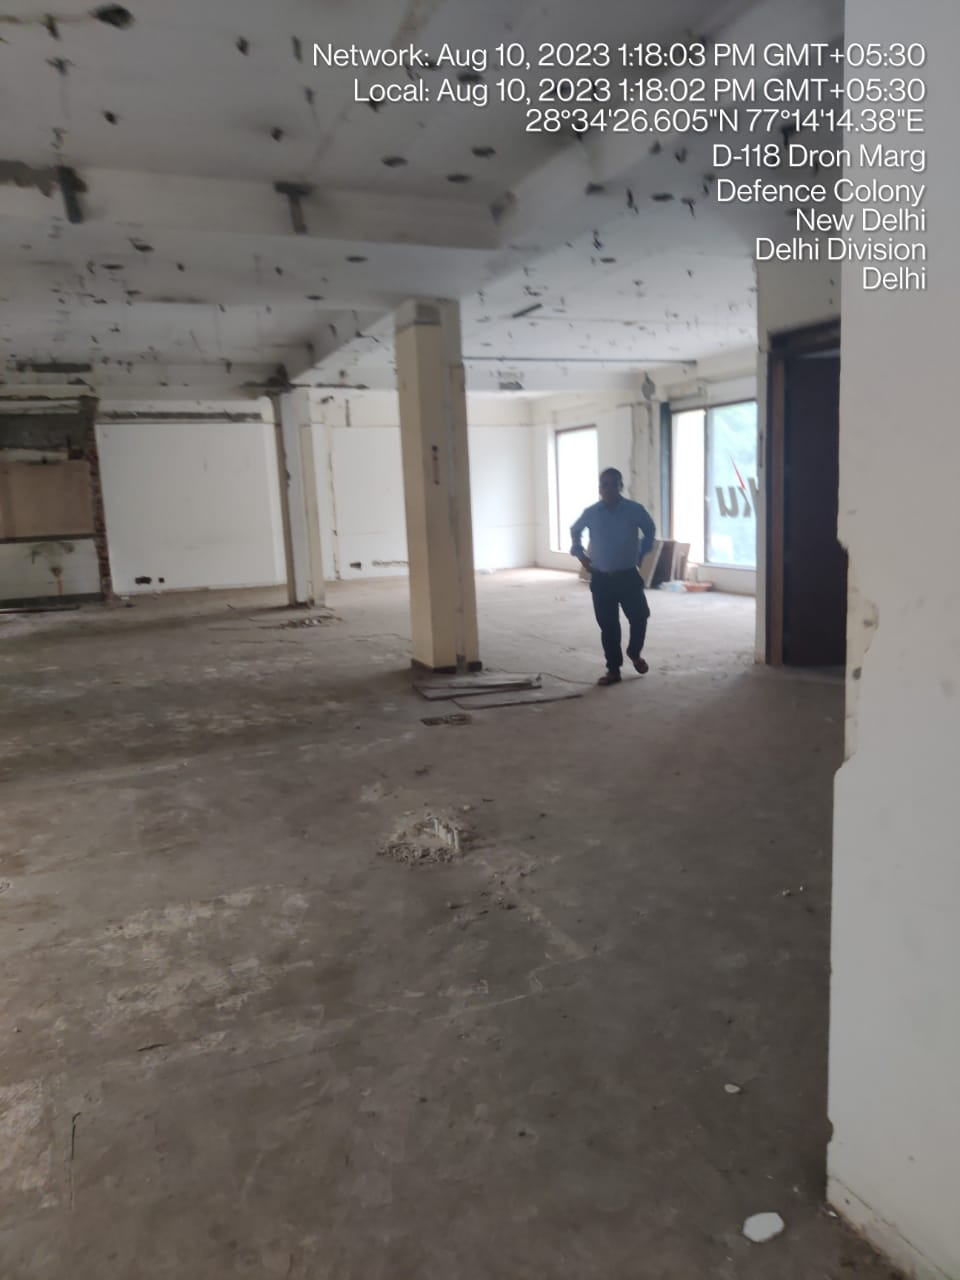 Network: Aug 10, 2023 1:18:03 PM GMT+05:30
Local: Aug 10, 2023 1:18:02 PM GMT+05:30
28°34'26.605"N 77°14'14.38"E
D-118 Dron Marg
Defence Colony
New Delhi
Delhi Division
Delhi